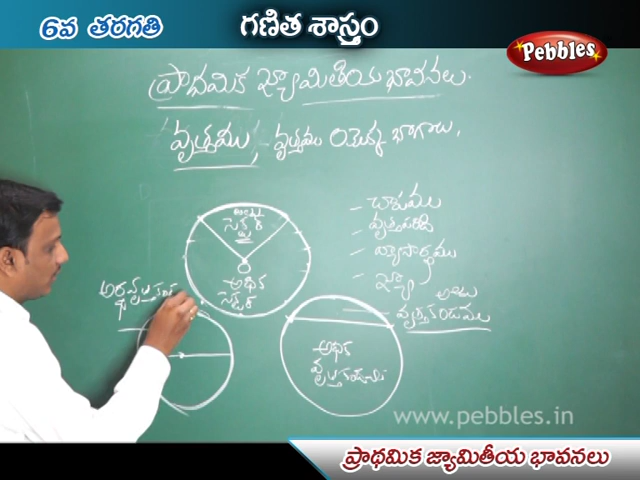 6వ తరగతి
గణిత శాస్త్రం
Pebbles
ప్రాథమిక జ్యామితీయ భావనలు.
వృత్తము, వృత్తము యొక్క భాగాలు.
- చాపము
- వృత్తపరిధి
- వ్యాసార్థము
- జ్యా
అల్ప
సెక్టర్
O
అధిక
సెక్టర్
వృత్తఖండము
అధిక
www.pebbles.in
ప్రాథమిక జ్యామితీయ భావనలు